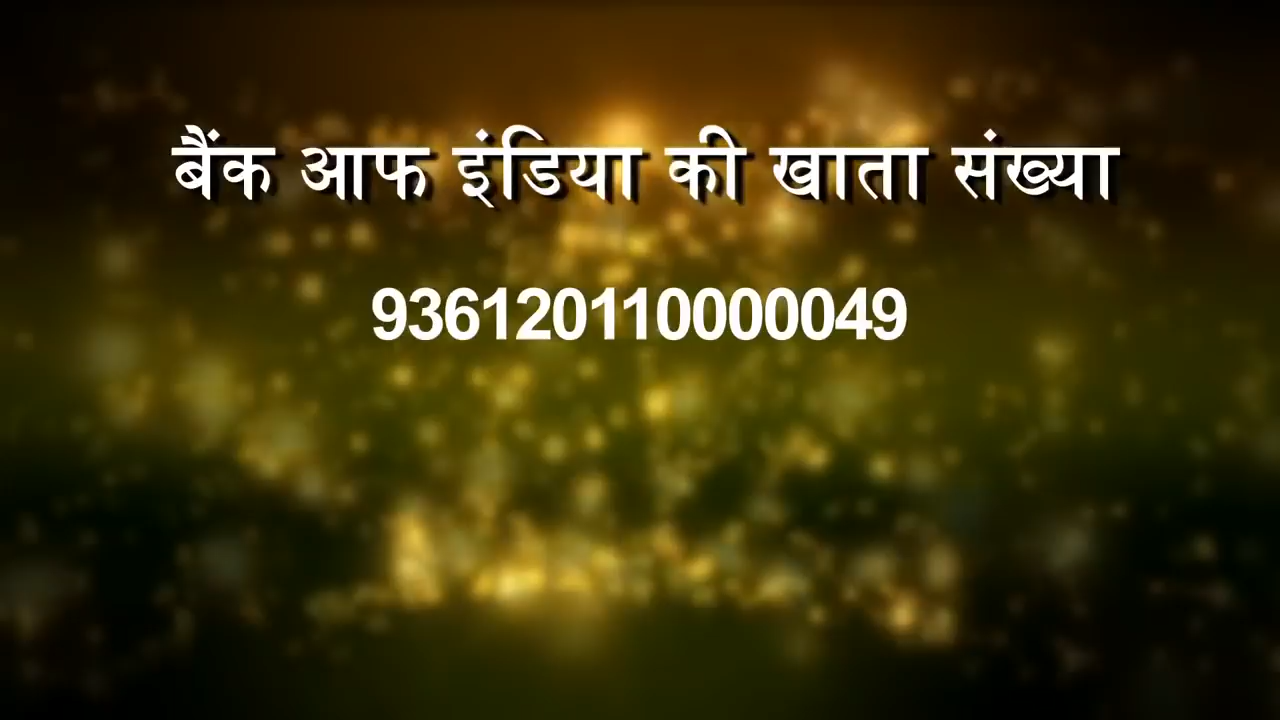 बैंक आफ इंडिया की खाता संख्या
936120110000049